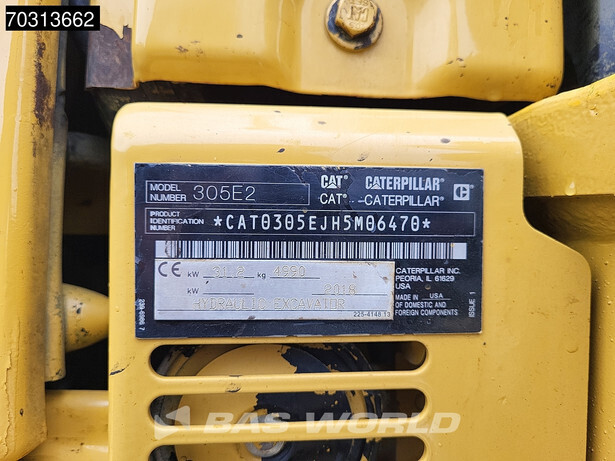 70313662
MODEL NUMBER 305E2 CAT CATERPILLAR C
·CAT· ·CATERPILLAR·
PRODUCT IDENTIFICATION NUMBER *CAT0305EJH5M06470*
CE kW kg 4990
kW 2018
HYDRAULIC EXCAVATOR
225-4148 13
CATERPILLAR INC.
PEORIA, IL 61629
USA
MADE IN USA
OF DOMESTIC AND
FOREIGN COMPONENTS
ISSUE 1
BAS WORLD